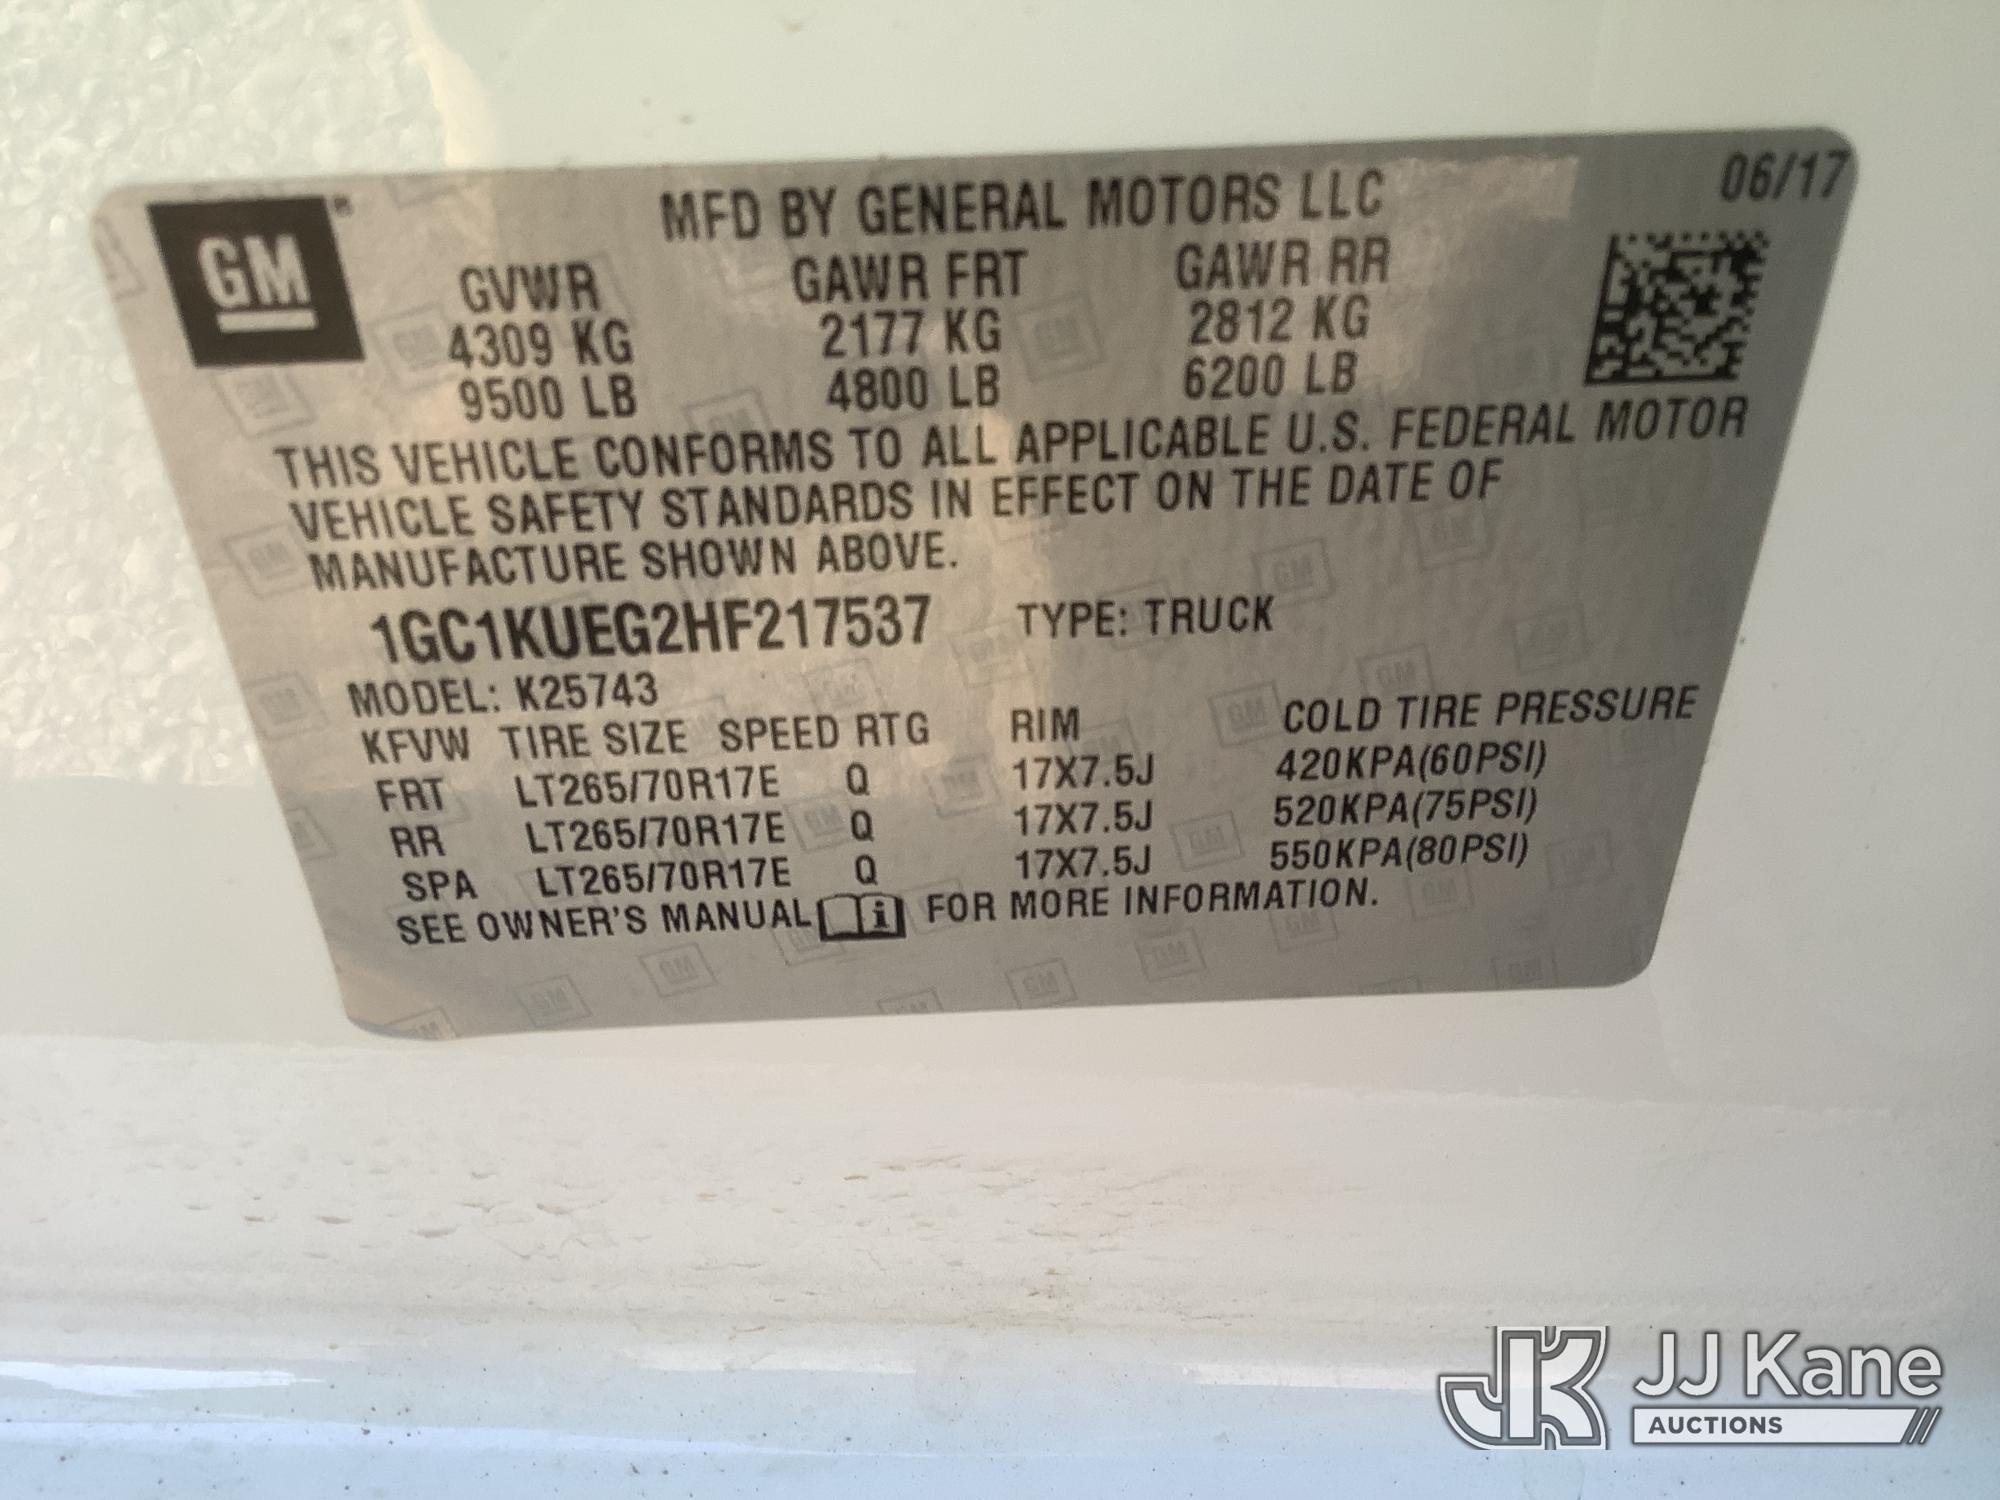 GM
MFD BY GENERAL MOTORS LLC 06/17
GVWR GAWR FRT GAWR RR
4309 KG 2177 KG 2812 KG
9500 LB 4800 LB 6200 LB
THIS VEHICLE CONFORMS TO ALL APPLICABLE U.S. FEDERAL MOTOR
VEHICLE SAFETY STANDARDS IN EFFECT ON THE DATE OF
MANUFACTURE SHOWN ABOVE.
1GC1KUEG2HF217537 TYPE: TRUCK
MODEL: K25743
KFVW TIRE SIZE SPEED RTG RIM COLD TIRE PRESSURE
FRT LT265/70R17E Q 17X7.5J 420KPA(60PSI)
RR LT265/70R17E Q 17X7.5J 520KPA(75PSI)
SPA LT265/70R17E Q 17X7.5J 550KPA(80PSI)
SEE OWNER'S MANUAL i FOR MORE INFORMATION.
JK JJ Kane
AUCTIONS